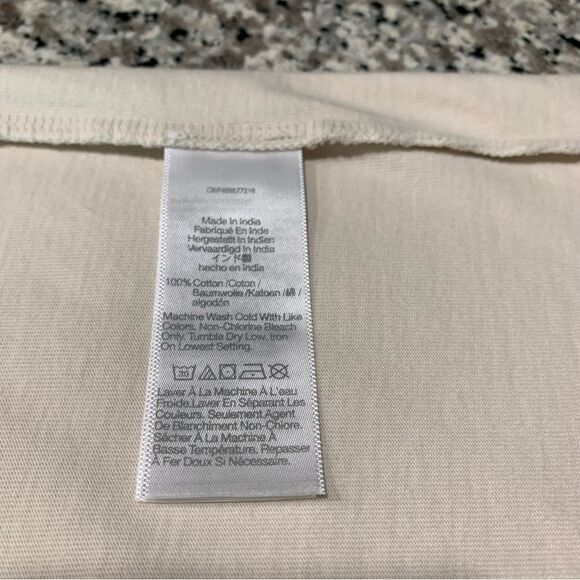 Made In India
Fabriqué En Inde
Hergestellt In Indien
Vervaardigd In India
インド製
hecho en india
100% Cotton /Coton /
Baumwolle /Katoen /綿 /
algodón
Machine Wash Cold With Like
Colors. Non-Chlorine Bleach
Only. Tumble Dry Low. Iron
On Lowest Setting.
30
Laver À La Machine À L'eau
Froide.Laver En Séparant Les
Couleurs. Seulement Agent
De Blanchiment Non-Chlore.
Sécher À La Machine À
Basse Température. Repasser
À Fer Doux Si Nécessaire.